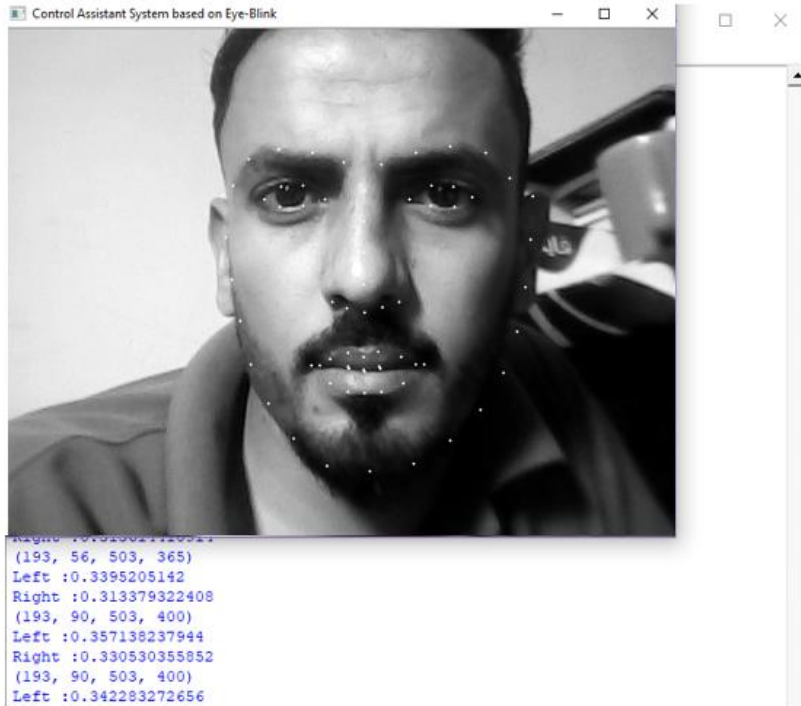 Control Assistant System based on Eye-Blink
(193, 56, 503, 365)
Left :0.3395205142
Right :0.313379322408
(193, 90, 503, 400)
Left :0.357138237944
Right :0.330530355852
(193, 90, 503, 400)
Left :0.342283272656